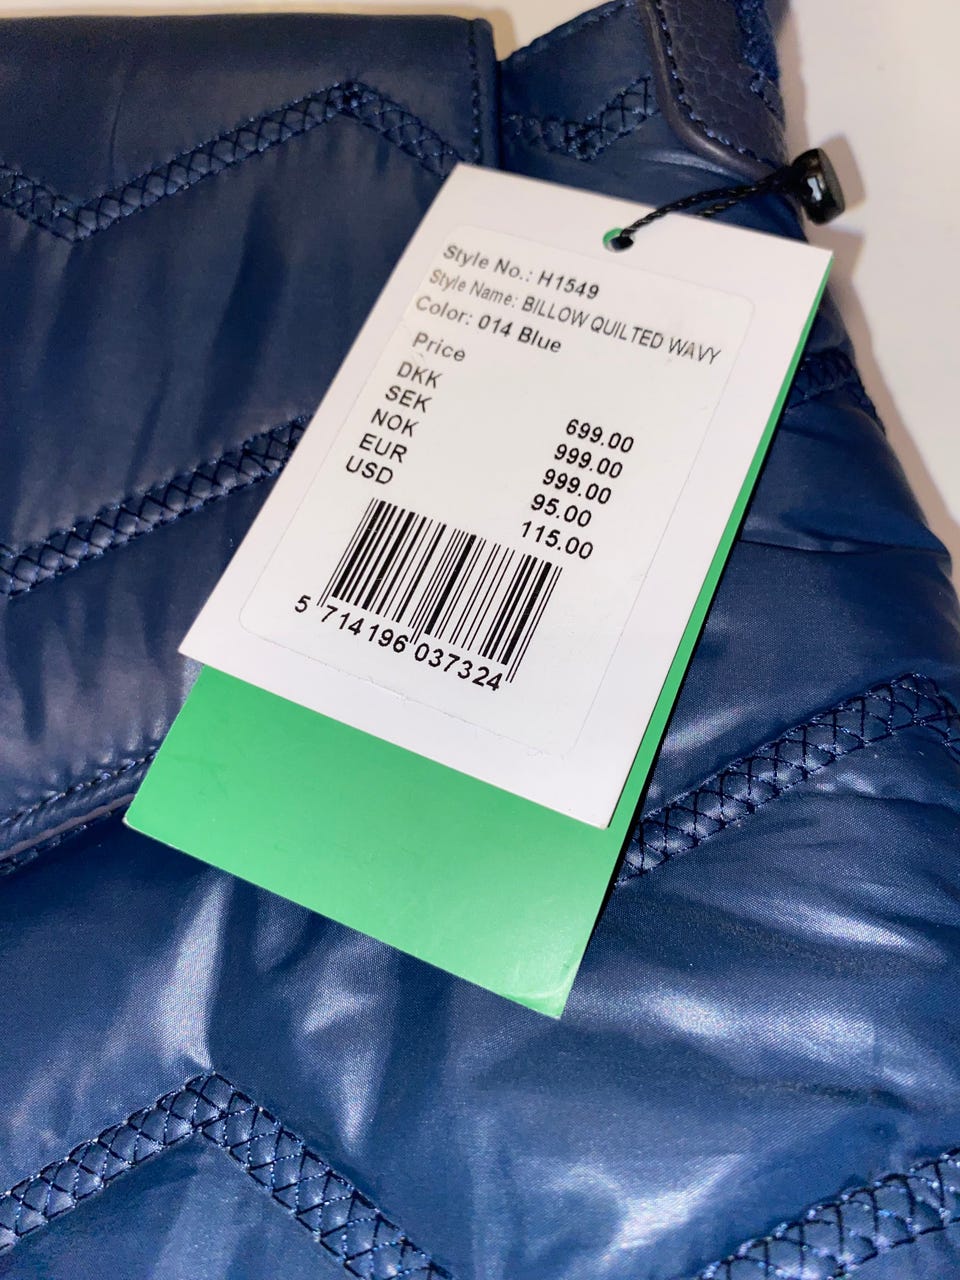 Style No.: H1549
Style Name: BILLOW QUILTED WAVY
Color: 014 Blue
Price
DKK 699.00
SEK 999.00
NOK 999.00
EUR 95.00
USD 115.00
5 714196 037324